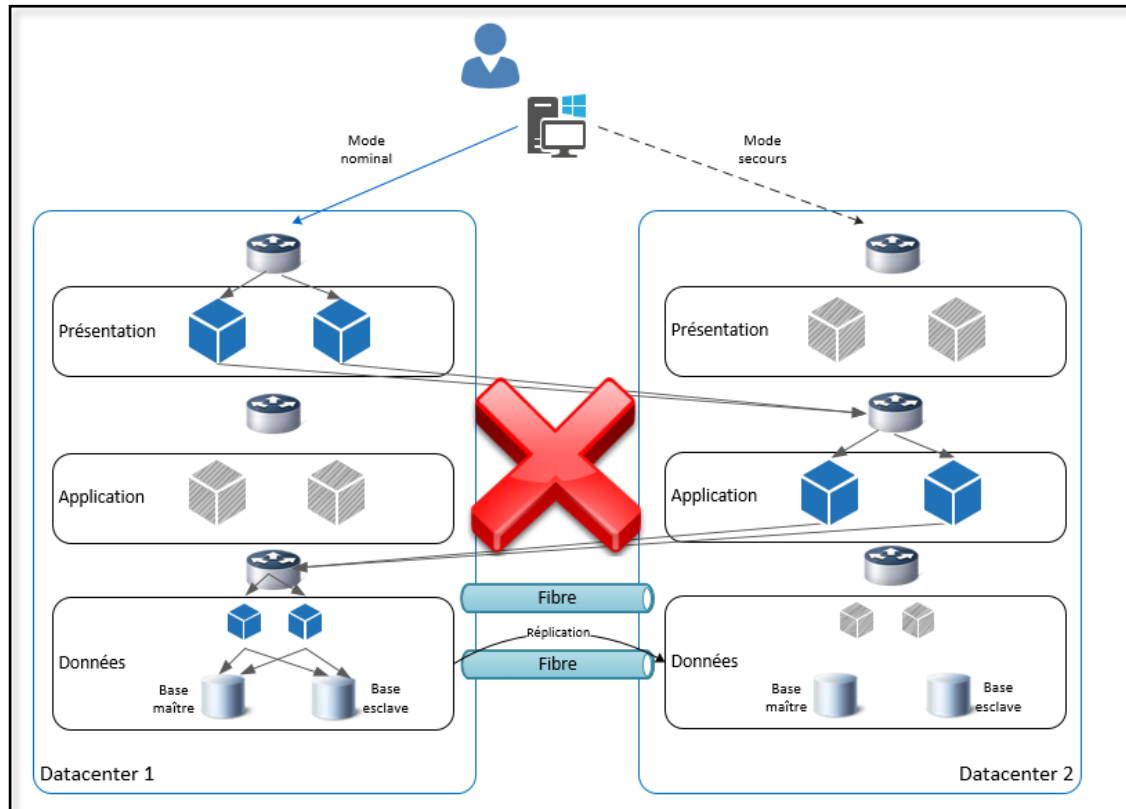 Mode
nominal
Mode
secours
Présentation
Présentation
Application
Application
Fibre
Réplication
Fibre
Données
Données
Base
maître
Base
esclave
Base
maître
Base
esclave
Datacenter 1
Datacenter 2